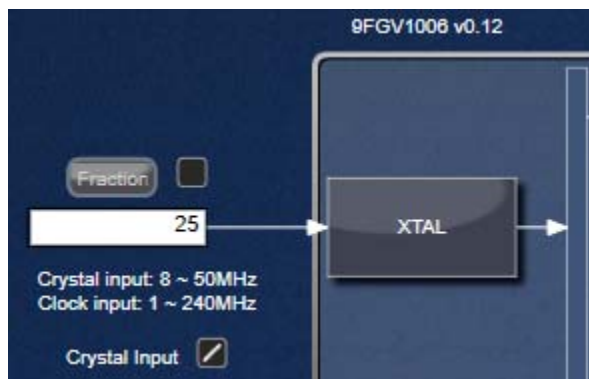 9FGV1006 v0.12
Fraction
25
XTAL
Crystal input: 8 ~ 50MHz
Clock input: 1 ~ 240MHz
Crystal Input